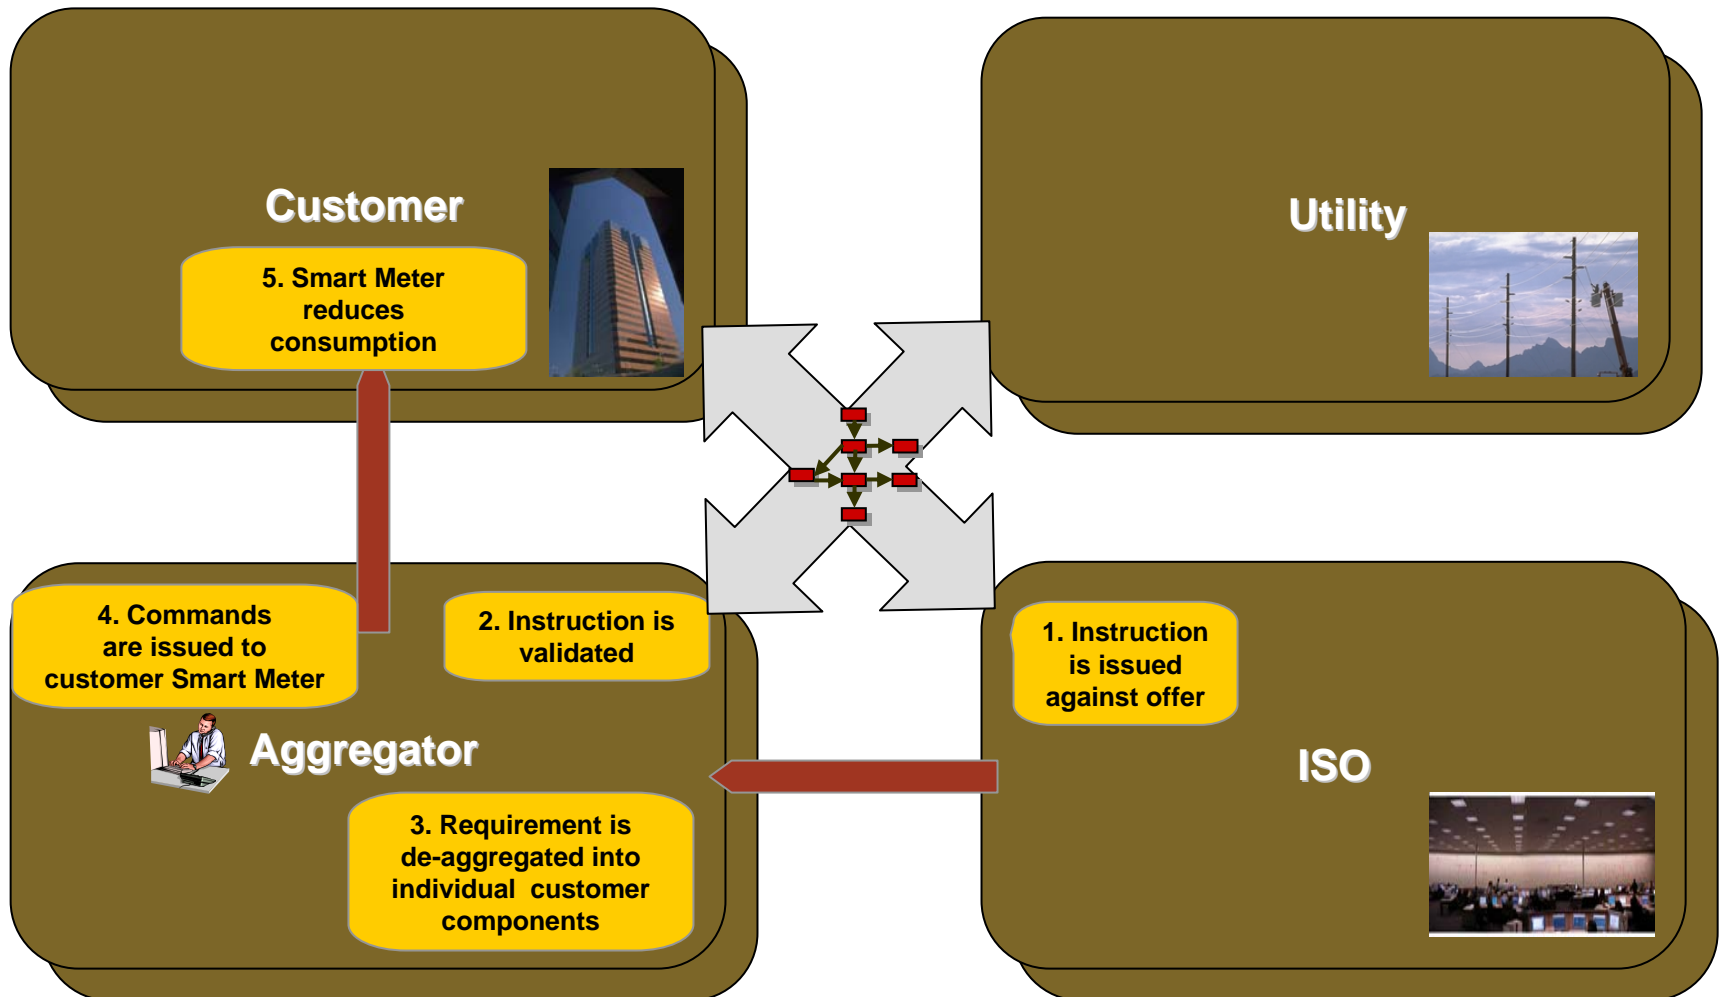 Customer
5. Smart Meter
reduces
consumption
Utility
4. Commands
are issued to
customer Smart Meter
2. Instruction is
validated
Aggregator
3. Requirement is
de-aggregated into
individual customer
components
1. Instruction
is issued
against offer
ISO